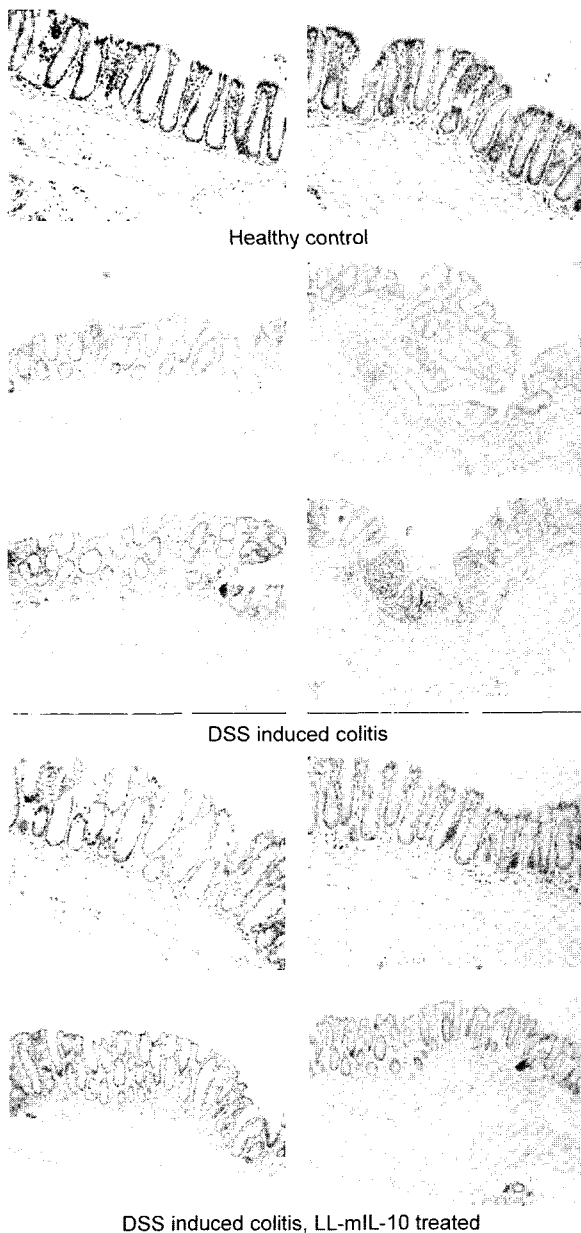 Healthy control
DSS induced colitis
DSS induced colitis, LL-mIL-10 treated